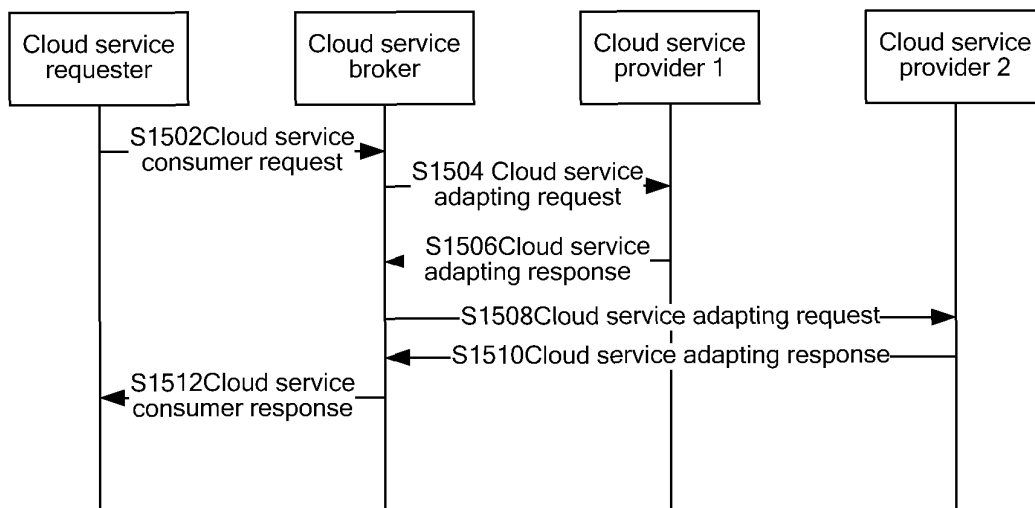 Cloud service
requester
Cloud service
broker
Cloud service
provider 1
Cloud service
provider 2
S1502Cloud service
consumer request
S1504 Cloud service
adapting request
S1506Cloud service
adapting response
S1508Cloud service adapting request
S1510Cloud service adapting response
S1512Cloud service
consumer response